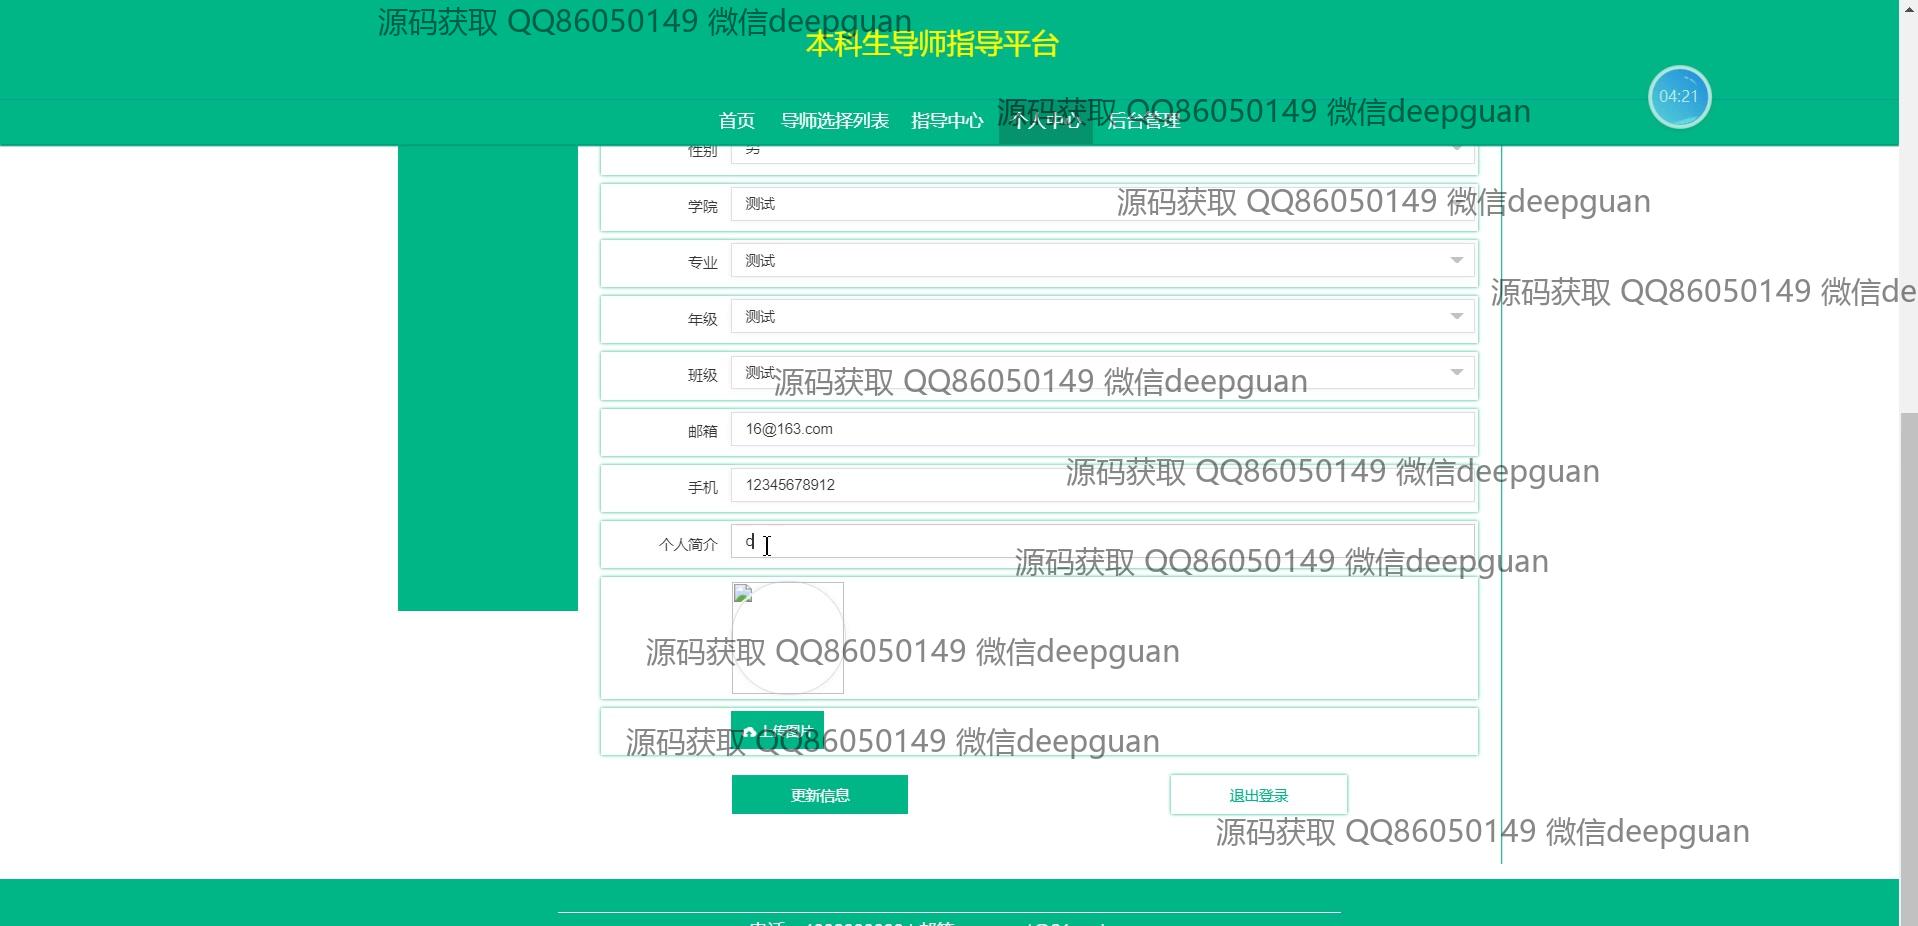 源码获取 QQ86050149 微信deepguan
本科生导师指导平台
04:21
首页 导师选择列表 指导中心 个人中心 后台管理
源码获取 QQ86050149 微信deepguan
性别 男
学院 测试
源码获取 QQ86050149 微信deepguan
专业 测试
源码获取 QQ86050149 微信de
年级 测试
班级 测试
源码获取 QQ86050149 微信deepguan
邮箱 16@163.com
源码获取 QQ86050149 微信deepguan
手机 12345678912
个人简介
源码获取 QQ86050149 微信deepguan
源码获取 QQ86050149 微信deepguan
上传图片
源码获取 QQ86050149 微信deepguan
更新信息 退出登录
源码获取 QQ86050149 微信deepguan